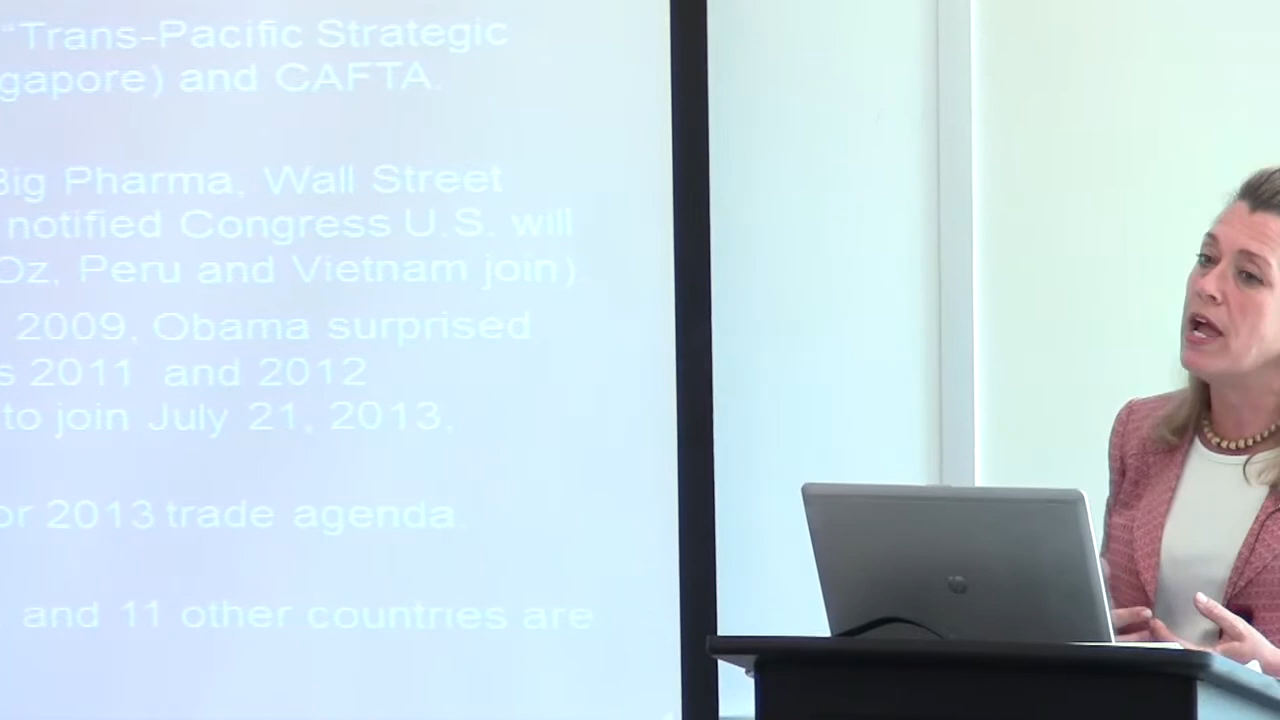 "Trans-Pacific Strategic
gapore) and CAFTA.
Big Pharma, Wall Street
notified Congress U.S. will
Oz, Peru and Vietnam join).
2009, Obama surprised
s 2011 and 2012
to join July 21, 2013,
or 2013 trade agenda.
and 11 other countries are
hp